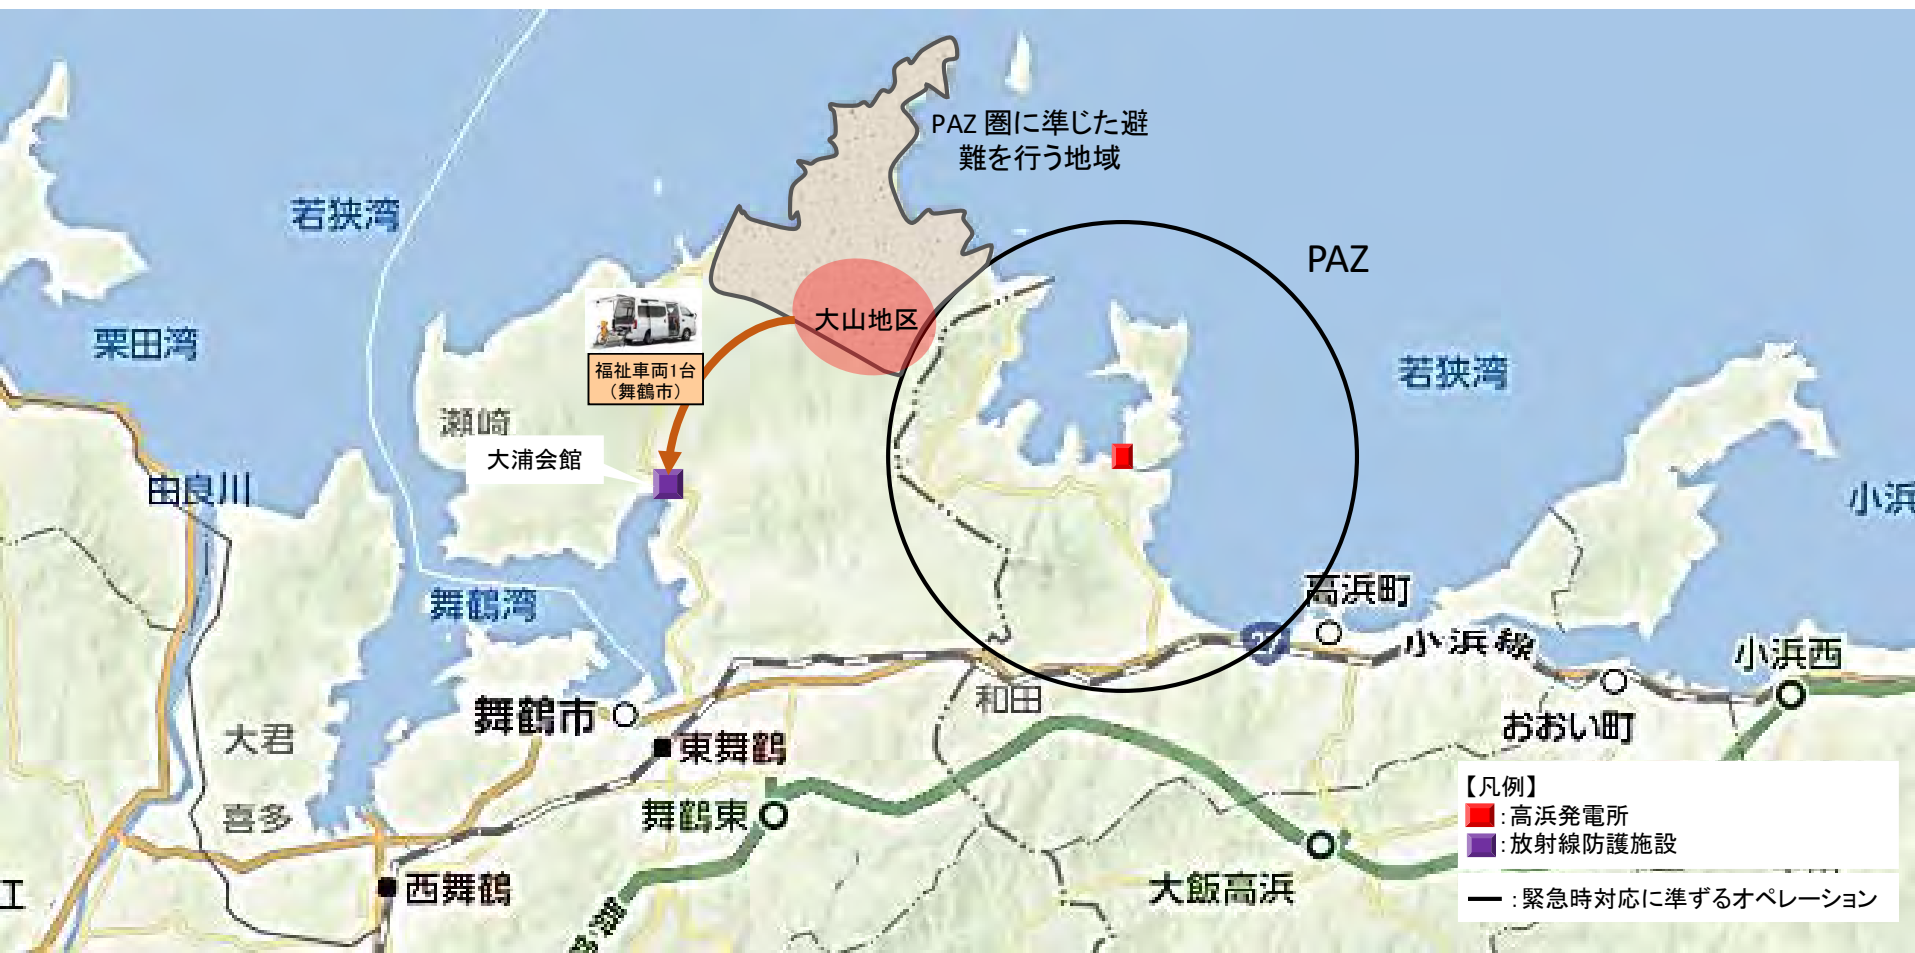 PAZ 圏に準じた避
難を行う地域
若狭湾
PAZ
大山地区
栗田湾
福祉車両1台
（舞鶴市）
若狭湾
瀬崎
大浦会館
由良川
小浜
舞鶴湾
高浜町
27
小浜線
小浜西
和田
舞鶴市
おおい町
大君
東舞鶴
喜多
舞鶴東
【凡例】
：高浜発電所
：放射線防護施設
西舞鶴
大飯高浜
江
：緊急時対応に準ずるオペレーション